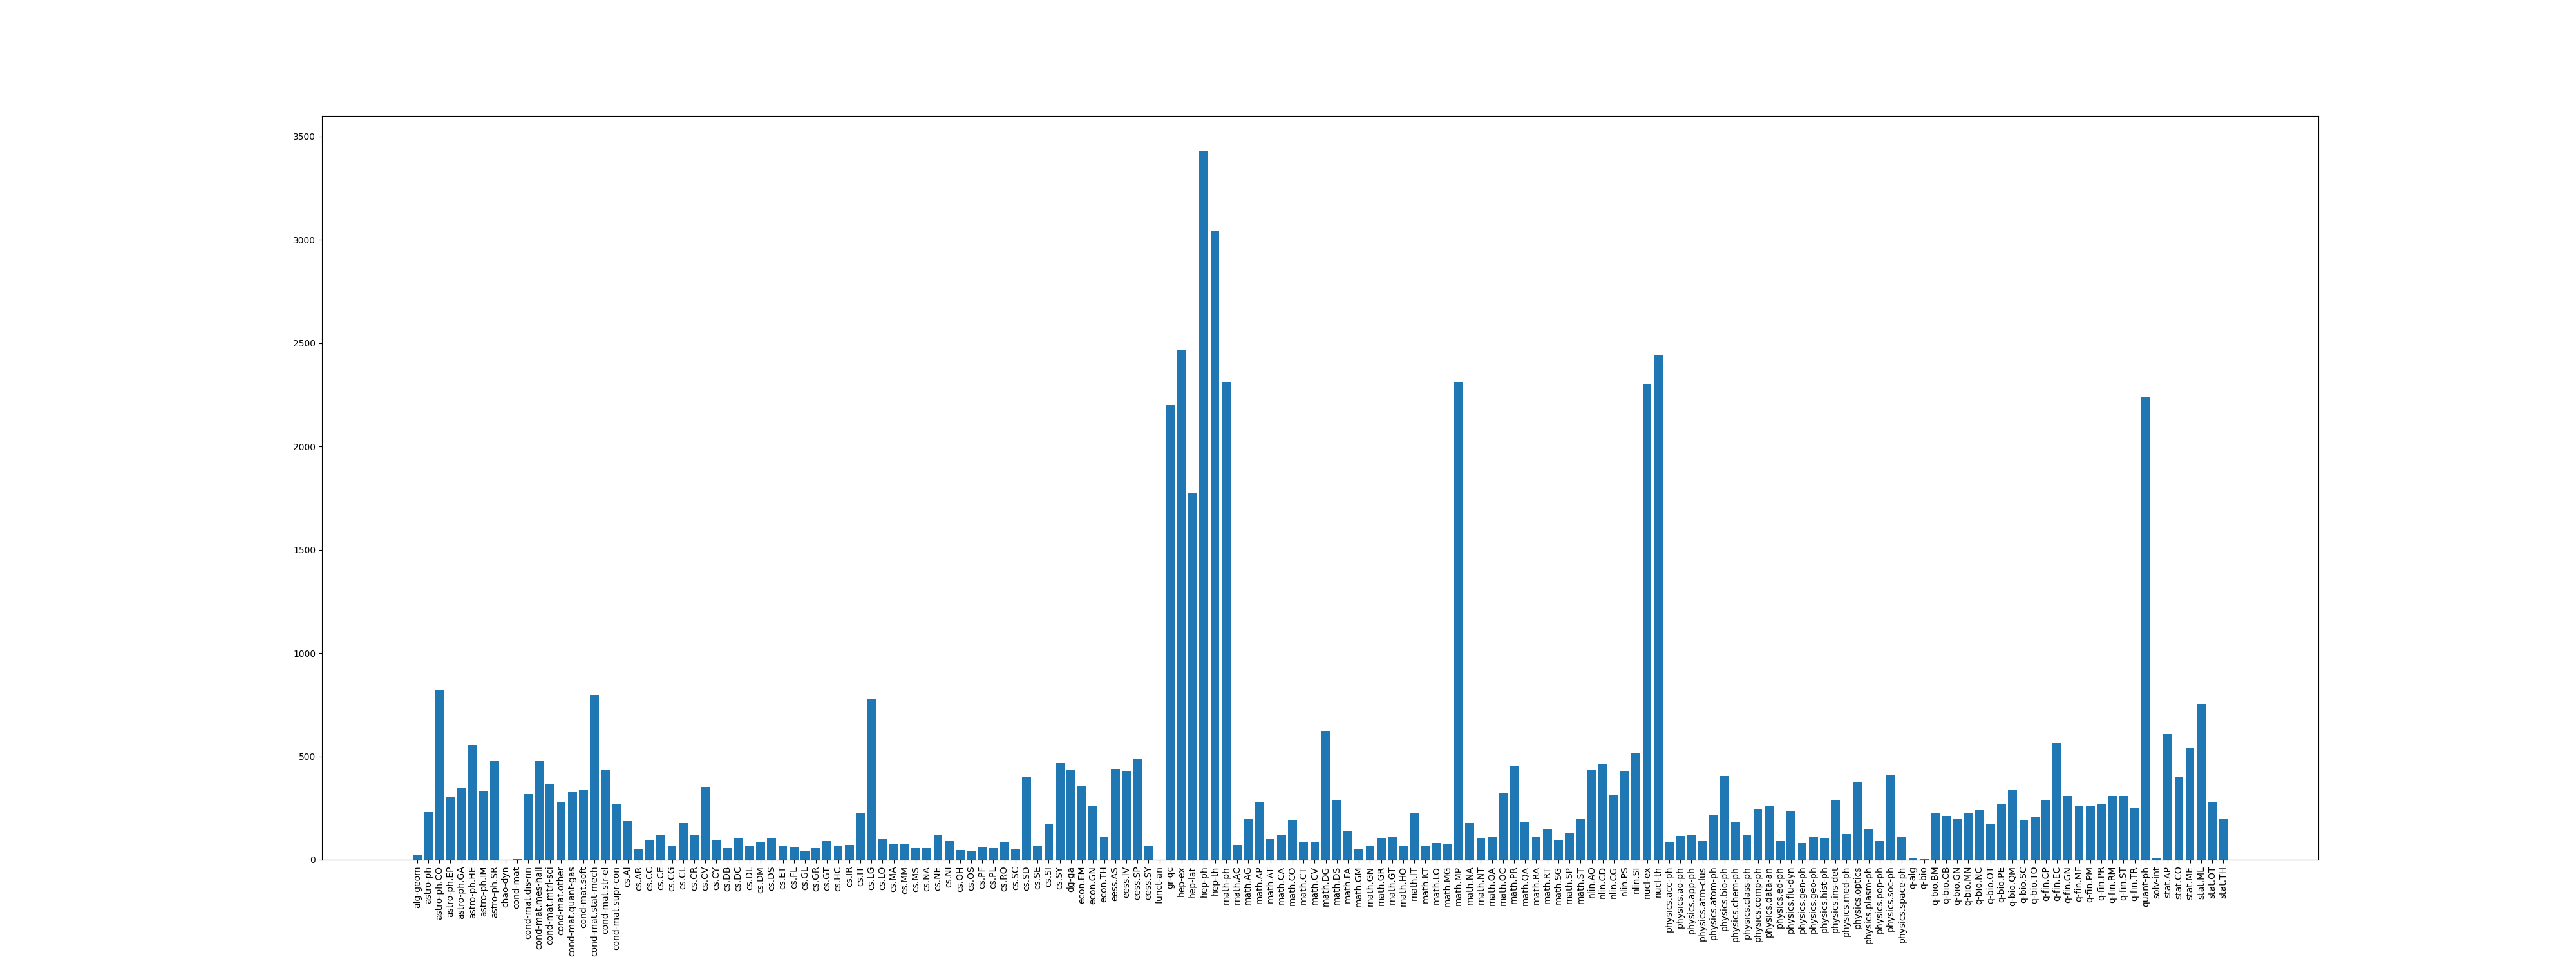 3500
3000
2500
2000
1500
1000
500
0
alg-geom
astro-ph
astro-ph.CO
astro-ph.EP
astro-ph.GA
astro-ph.HE
astro-ph.IM
astro-ph.SR
chao-dyn
cond-mat
cond-mat.dis-nn
cond-mat.mes-hall
cond-mat.mtrl-sci
cond-mat.other
cond-mat.quant-gas
cond-mat.soft
cond-mat.stat-mech
cond-mat.str-el
cond-mat.supr-con
cs.AI
cs.AR
cs.CC
cs.CE
cs.CG
cs.CL
cs.CR
cs.CV
cs.CY
cs.DB
cs.DC
cs.DL
cs.DM
cs.DS
cs.ET
cs.FL
cs.GL
cs.GR
cs.GT
cs.HC
cs.IR
cs.IT
cs.LG
cs.LO
cs.MA
cs.MM
cs.MS
cs.NA
cs.NE
cs.NI
cs.OH
cs.OS
cs.PF
cs.PL
cs.RO
cs.SC
cs.SD
cs.SE
cs.SI
cs.SY
dg-ga
econ.EM
econ.GN
econ.TH
eess.AS
eess.IV
eess.SP
eess.SY
funct-an
gr-qc
hep-ex
hep-lat
hep-ph
hep-th
math-ph
math.AC
math.AG
math.AP
math.AT
math.CA
math.CO
math.CT
math.CV
math.DG
math.DS
math.FA
math.GM
math.GN
math.GR
math.GT
math.HO
math.IT
math.KT
math.LO
math.MG
math.MP
math.NA
math.NT
math.OA
math.OC
math.PR
math.QA
math.RA
math.RT
math.SG
math.SP
math.ST
nlin.AO
nlin.CD
nlin.CG
nlin.PS
nlin.SI
nucl-ex
nucl-th
physics.acc-ph
physics.ao-ph
physics.app-ph
physics.atm-clus
physics.atom-ph
physics.bio-ph
physics.chem-ph
physics.class-ph
physics.comp-ph
physics.data-an
physics.ed-ph
physics.flu-dyn
physics.gen-ph
physics.geo-ph
physics.hist-ph
physics.ins-det
physics.med-ph
physics.optics
physics.plasm-ph
physics.pop-ph
physics.soc-ph
physics.space-ph
q-alg
q-bio
q-bio.BM
q-bio.CB
q-bio.GN
q-bio.MN
q-bio.NC
q-bio.OT
q-bio.PE
q-bio.QM
q-bio.SC
q-bio.TO
q-fin.CP
q-fin.EC
q-fin.GN
q-fin.MF
q-fin.PM
q-fin.PR
q-fin.RM
q-fin.ST
q-fin.TR
quant-ph
solv-int
stat.AP
stat.CO
stat.ME
stat.ML
stat.OT
stat.TH